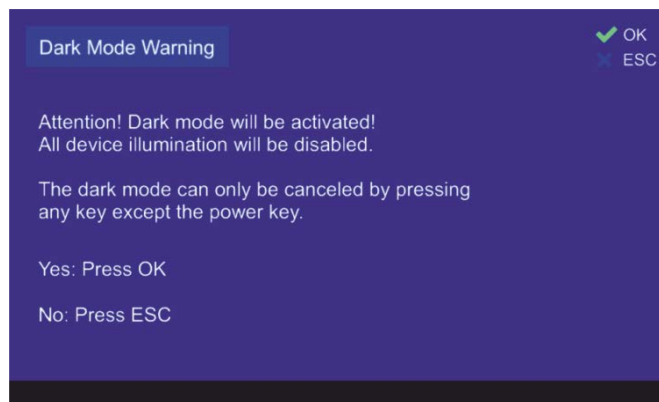 Dark Mode Warning
OK
ESC
Attention! Dark mode will be activated!
All device illumination will be disabled.
The dark mode can only be canceled by pressing
any key except the power key.
Yes: Press OK
No: Press ESC